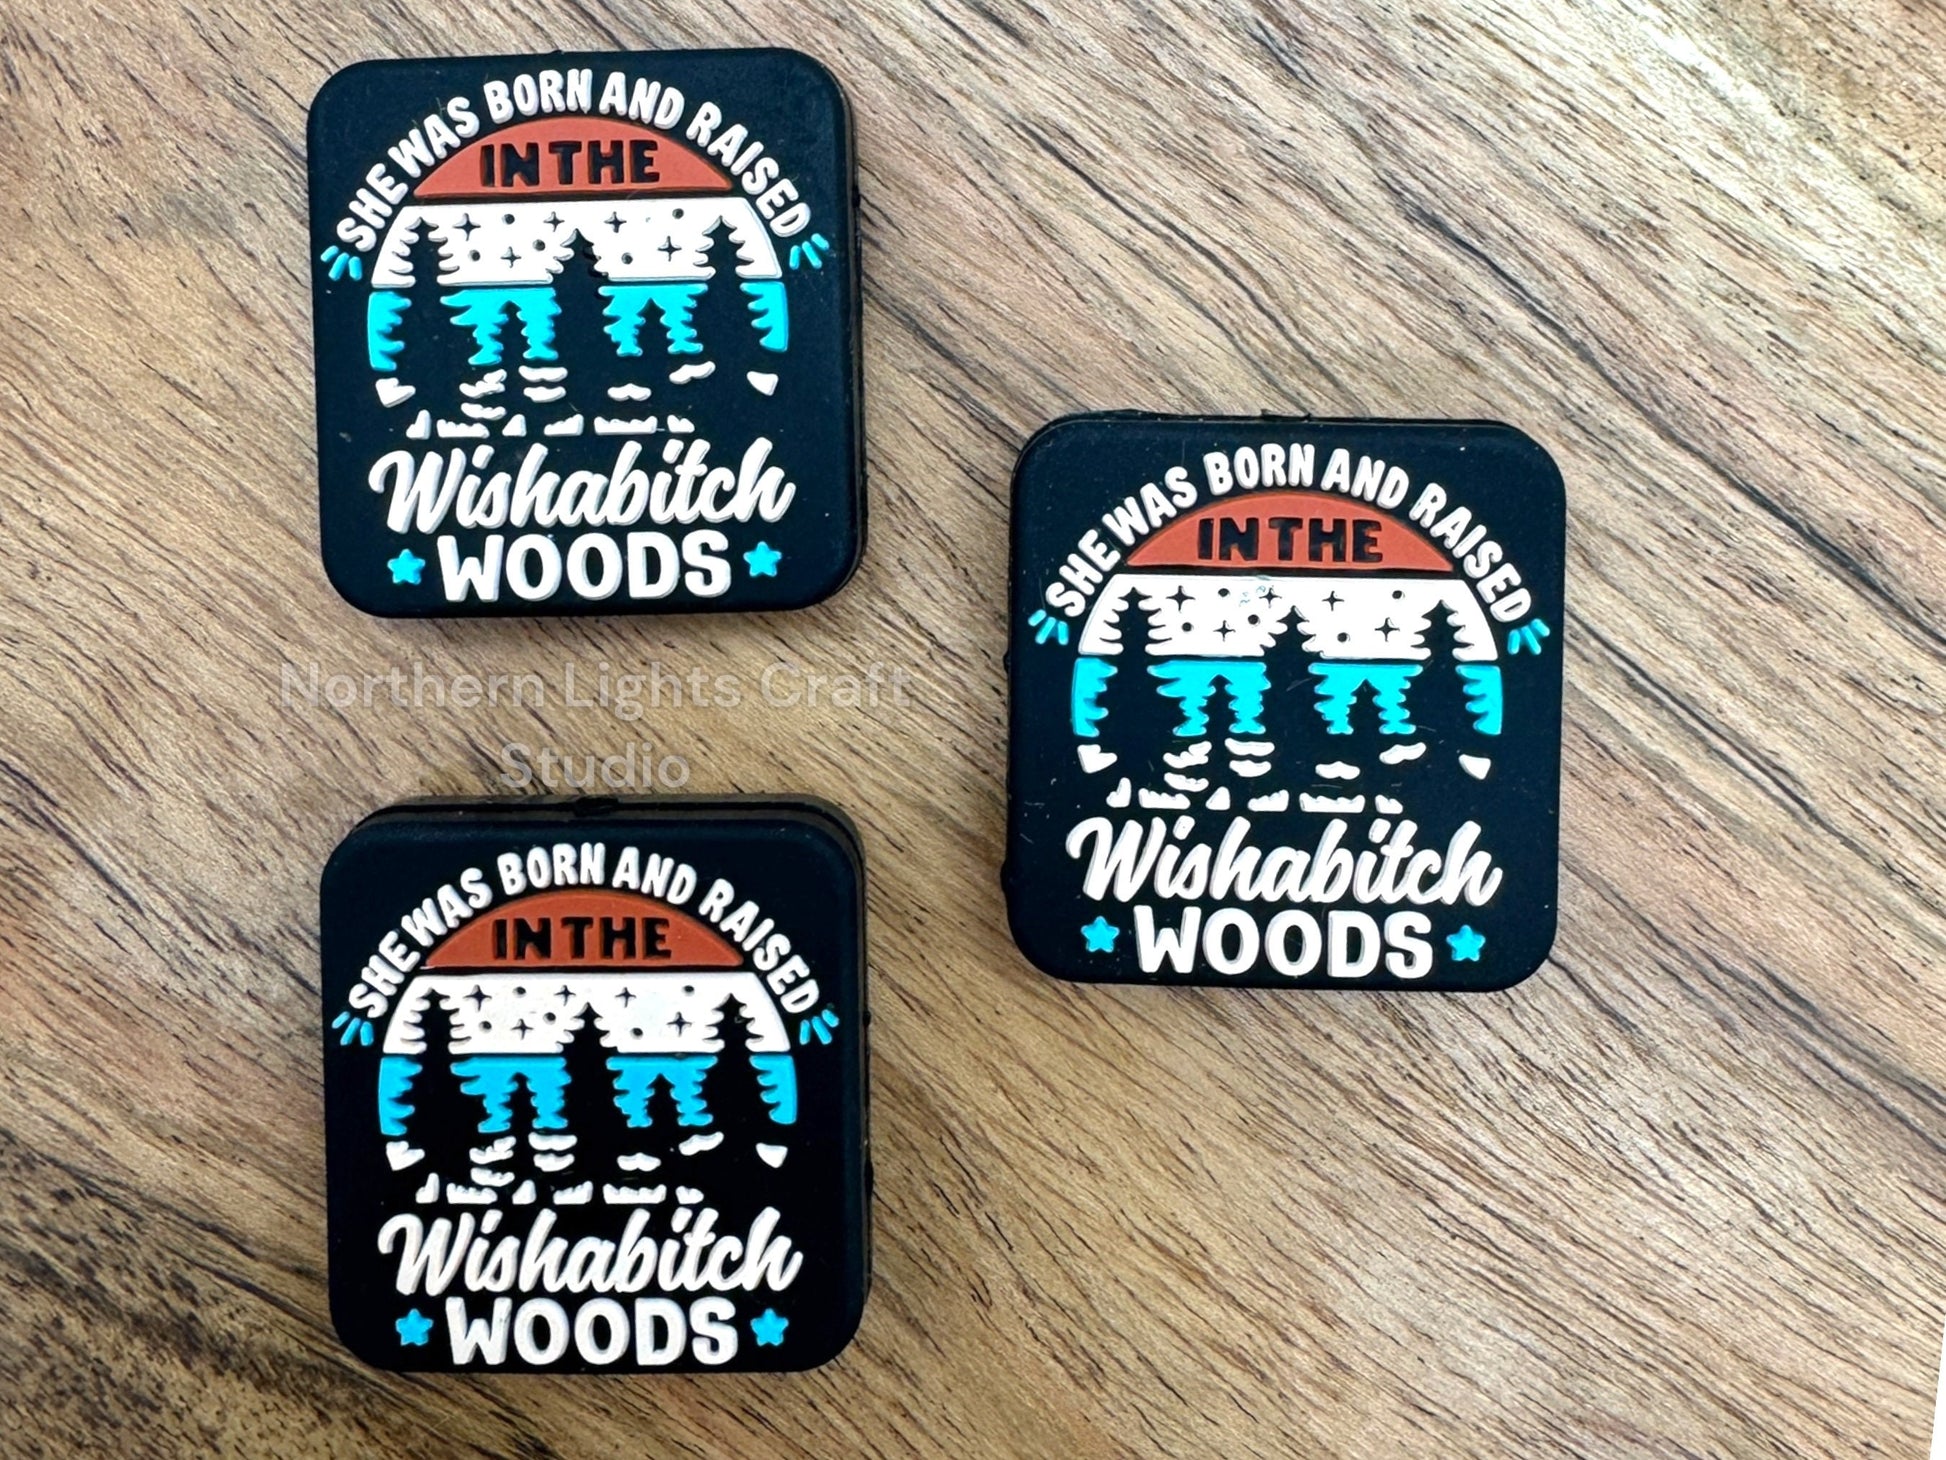 SHE WAS BORN AND RAISED
IN THE
Wishabitch
WOODS
SHE WAS BORN AND RAISED
IN THE
Wishabitch
WOODS
Northern Lights Craft
Studio
SHE WAS BORN AND RAISED
IN THE
Wishabitch
WOODS